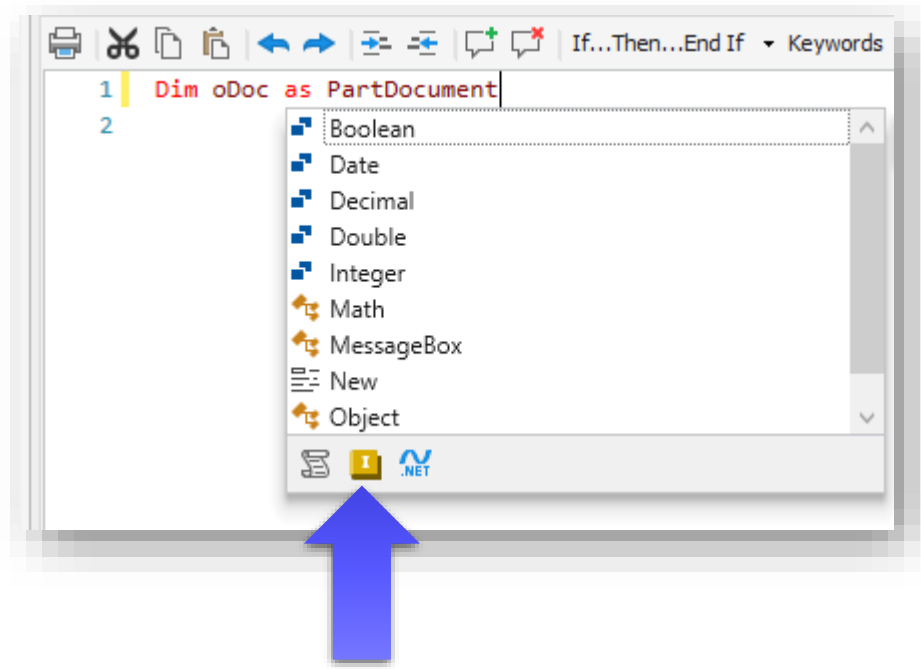 If...Then...End If Keywords
1 Dim oDoc as PartDocument
2
Boolean
Date
Decimal
Double
Integer
Math
MessageBox
New
Object
I .NET